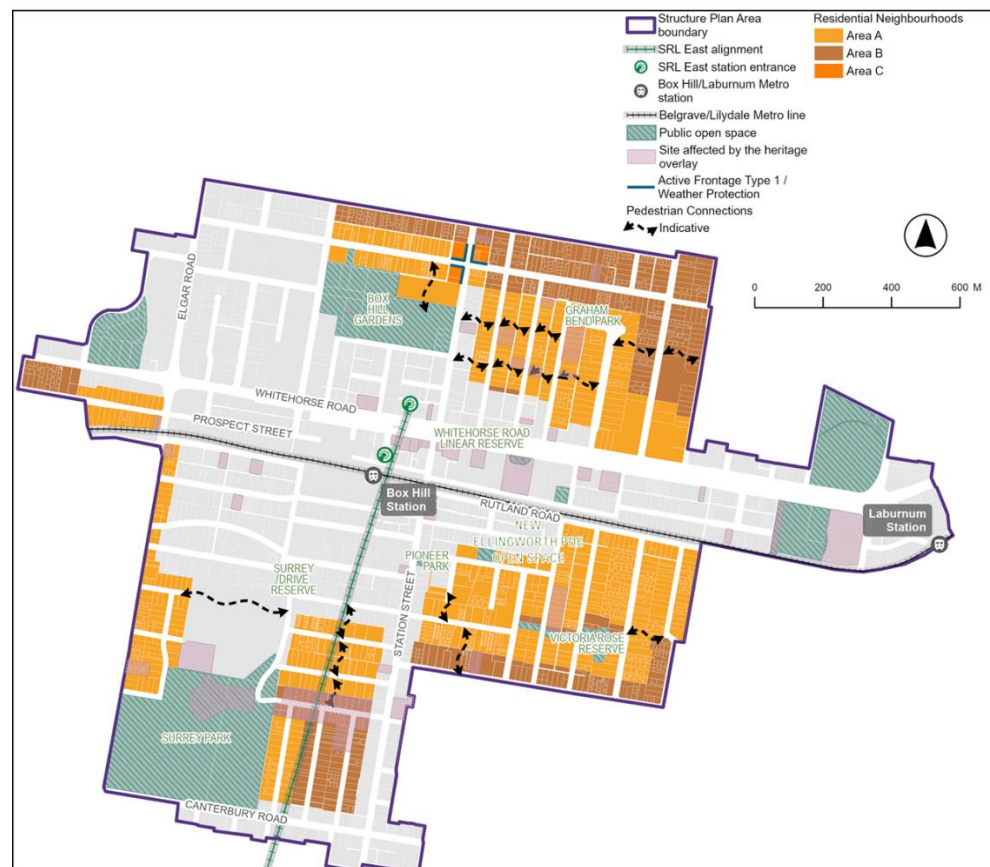 Structure Plan Area
boundary
SRL East alignment
SRL East station entrance
Box Hill/Laburnum Metro
station
Belgrave/Lilydale Metro line
Public open space
Site affected by the heritage
overlay
Active Frontage Type 1 /
Weather Protection
Pedestrian Connections
Indicative
Residential Neighbourhoods
Area A
Area B
Area C
0 200 400 600 M
ELGAR ROAD
BOX
HILL
GARDENS
GRAHAM
BEND PARK
WHITEHORSE ROAD
PROSPECT STREET
WHITEHORSE ROAD
LINEAR RESERVE
Box Hill
Station
RUTLAND ROAD
Laburnum
Station
NEW
ELLINGWORTH PDE
OPEN SPACE
PIONEER
PARK
SURREY
DRIVE
RESERVE
STATION STREET
VICTORIA ROSE
RESERVE
SURREY PARK
CANTERBURY ROAD